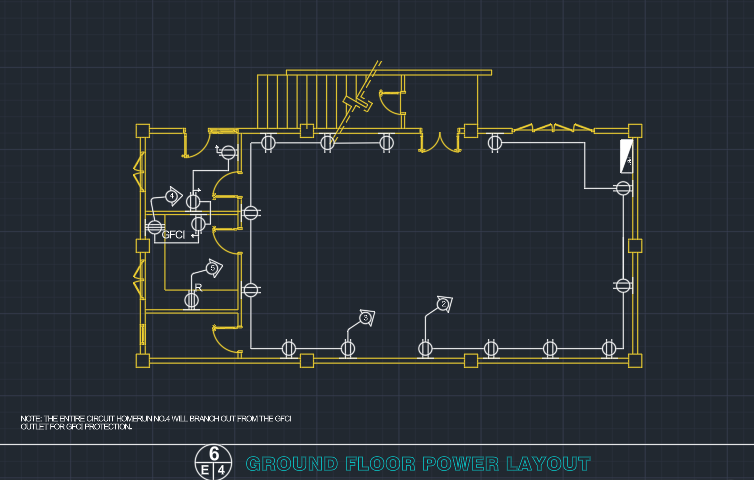 4
GFCI
5
R
2
3
NOTE: THE ENTIRE CIRCUIT HOMERUN NO.4 WILL BRANCH OUT FROM THE GFCI
OUTLET FOR GFCI PROTECTION.
6
E 4
GROUND FLOOR POWER LAYOUT